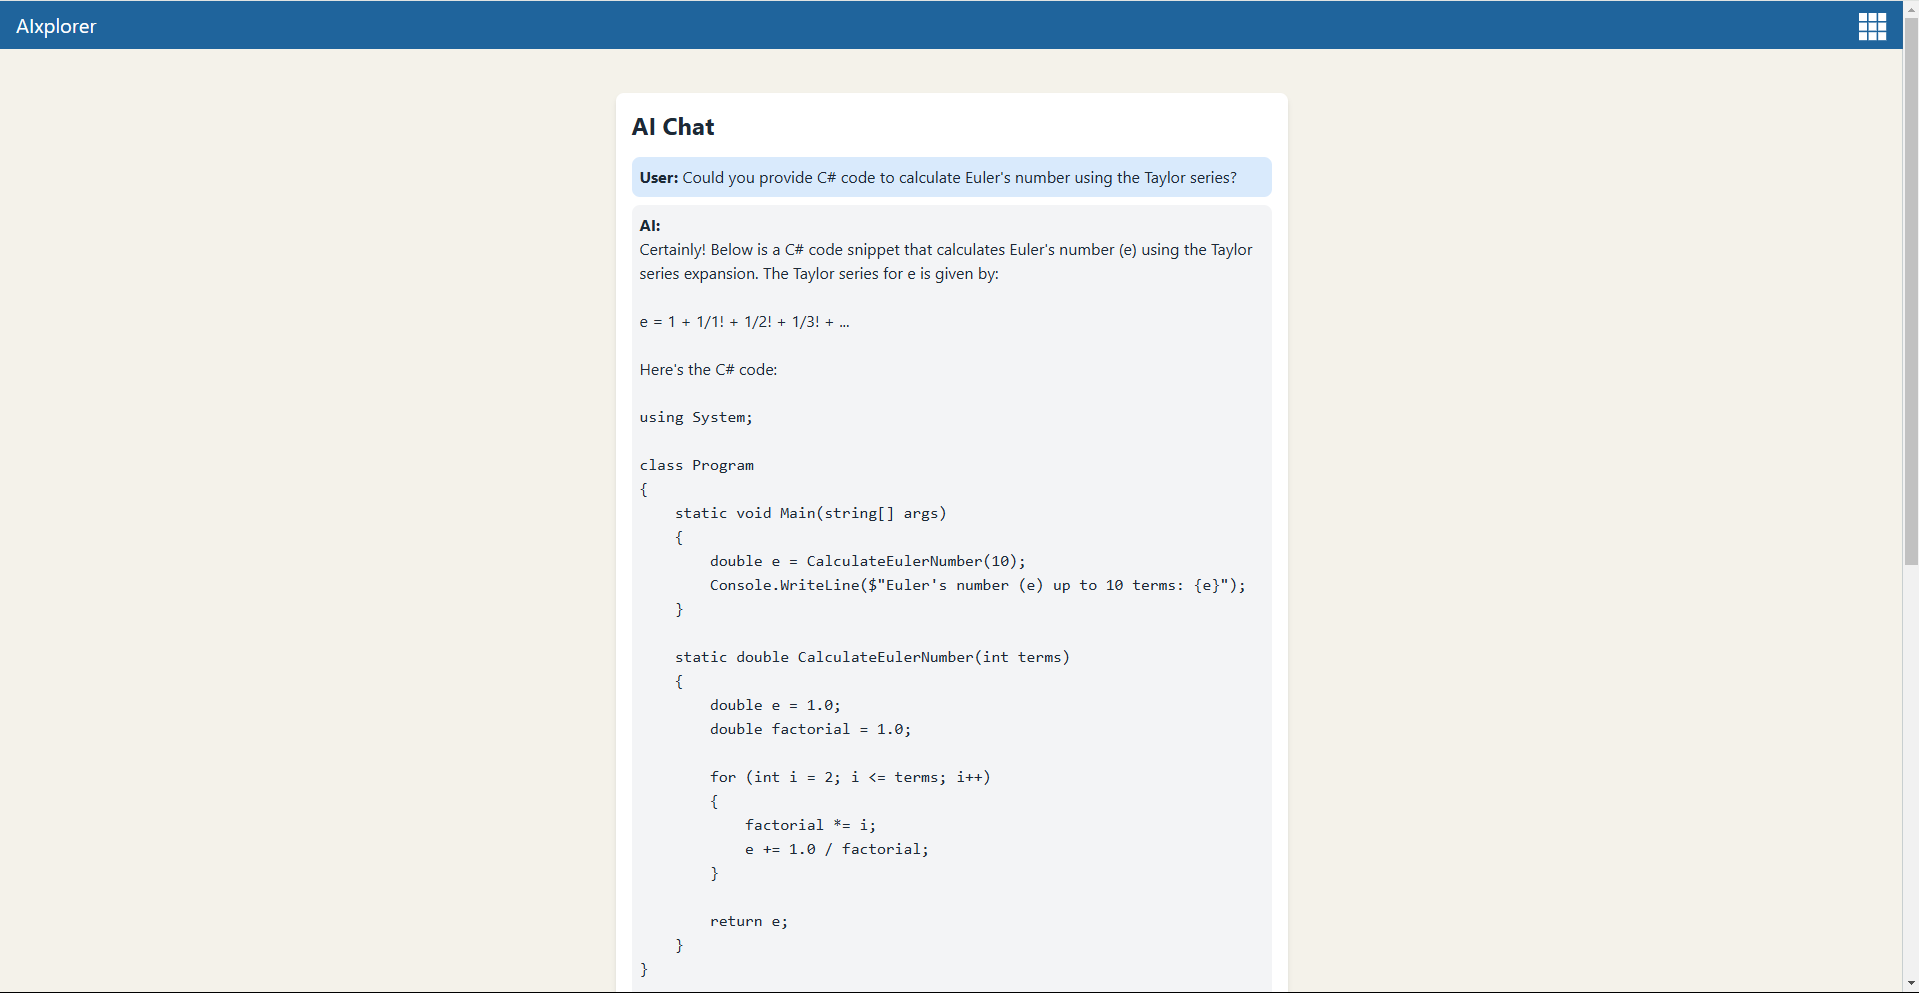 AIxplorer
AI Chat
User: Could you provide C# code to calculate Euler's number using the Taylor series?
AI:
Certainly! Below is a C# code snippet that calculates Euler's number (e) using the Taylor
series expansion. The Taylor series for e is given by:
e = 1 + 1/1! + 1/2! + 1/3! + ...
Here's the C# code:
using System;
class Program
{
    static void Main(string[] args)
    {
        double e = CalculateEulerNumber(10);
        Console.WriteLine($"Euler's number (e) up to 10 terms: {e}");
    }
    static double CalculateEulerNumber(int terms)
    {
        double e = 1.0;
        double factorial = 1.0;
        for (int i = 2; i <= terms; i++)
        {
            factorial *= i;
            e += 1.0 / factorial;
        }
        return e;
    }
}